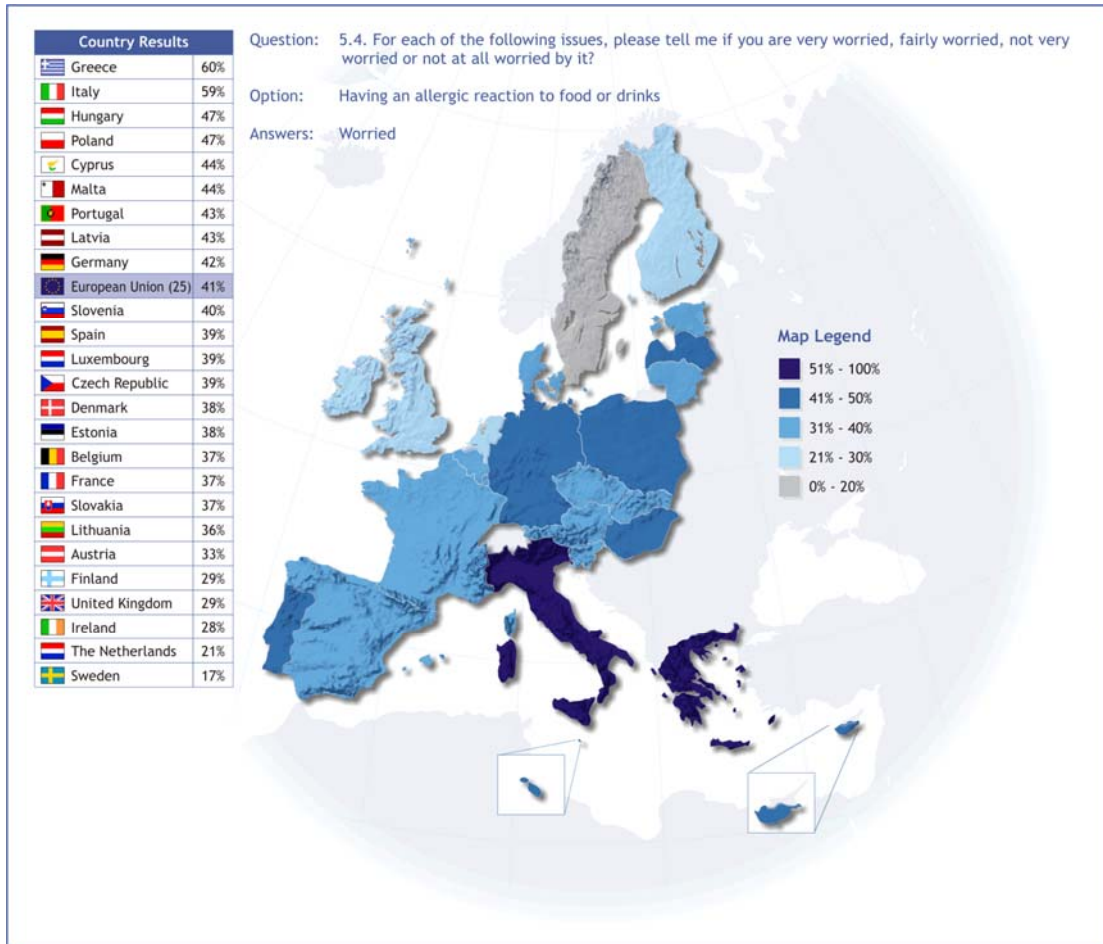 Country Results
Greece 60%
Italy 59%
Hungary 47%
Poland 47%
Cyprus 44%
Malta 44%
Portugal 43%
Latvia 43%
Germany 42%
European Union (25) 41%
Slovenia 40%
Spain 39%
Luxembourg 39%
Czech Republic 39%
Denmark 38%
Estonia 38%
Belgium 37%
France 37%
Slovakia 37%
Lithuania 36%
Austria 33%
Finland 29%
United Kingdom 29%
Ireland 28%
The Netherlands 21%
Sweden 17%
Question: 5.4. For each of the following issues, please tell me if you are very worried, fairly worried, not very
worried or not at all worried by it?
Option: Having an allergic reaction to food or drinks
Answers: Worried
Map Legend
51% - 100%
41% - 50%
31% - 40%
21% - 30%
0% - 20%